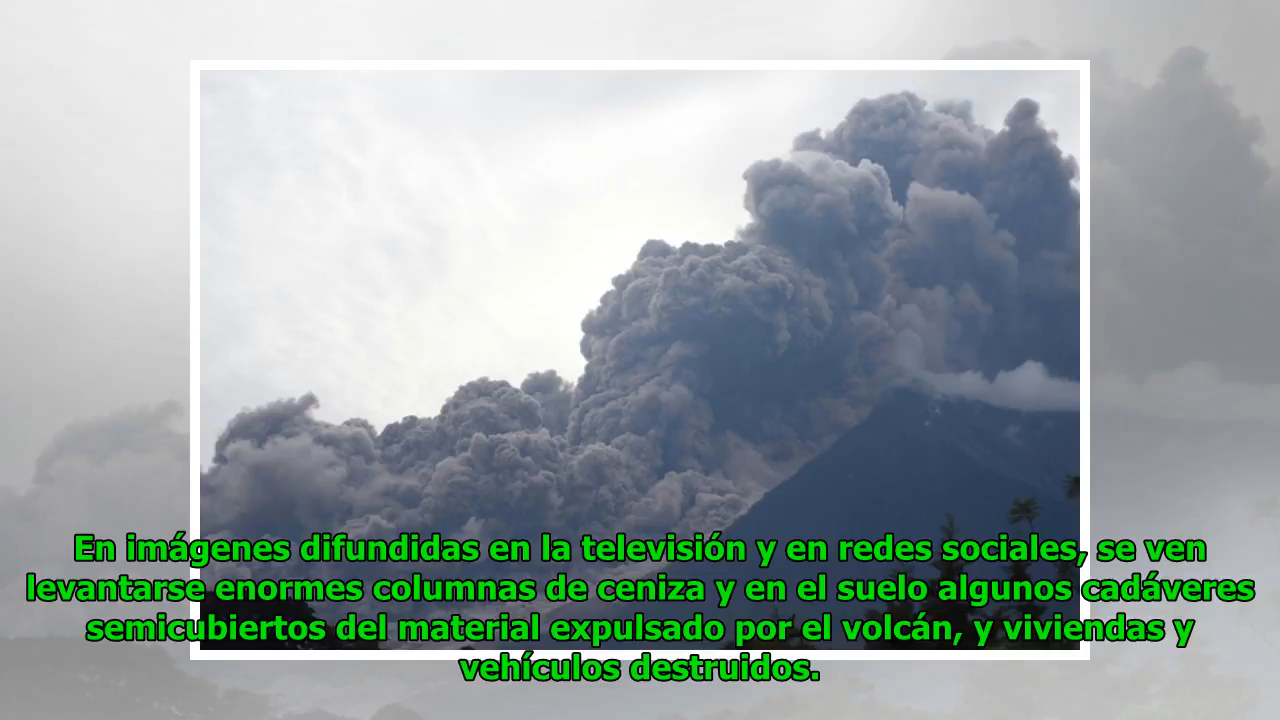 En imágenes difundidas en la televisión y en redes sociales, se ven
levantarse enormes columnas de ceniza y en el suelo algunos cadáveres
semicubiertos del material expulsado por el volcán, y viviendas y
vehículos destruidos.